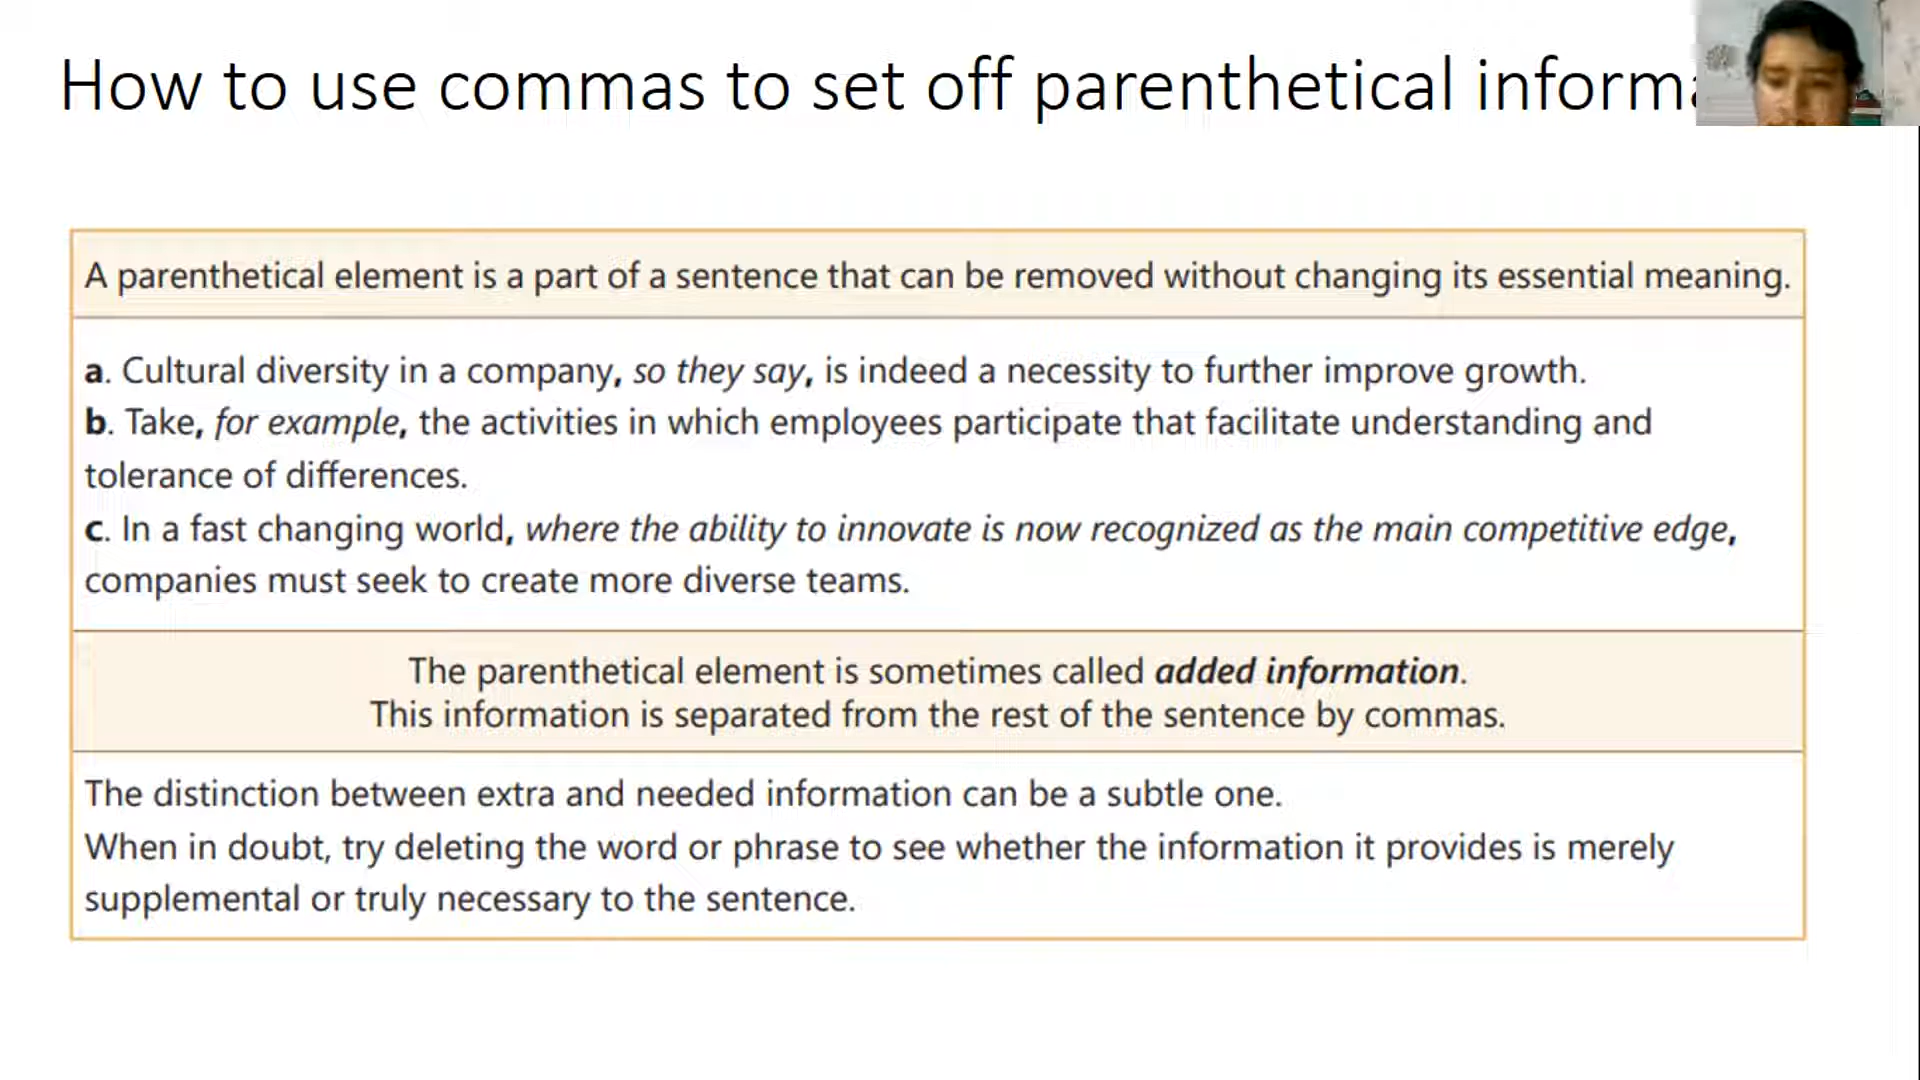 How to use commas to set off parenthetical informa
A parenthetical element is a part of a sentence that can be removed without changing its essential meaning.
a. Cultural diversity in a company, so they say, is indeed a necessity to further improve growth.
b. Take, for example, the activities in which employees participate that facilitate understanding and
tolerance of differences.
c. In a fast changing world, where the ability to innovate is now recognized as the main competitive edge,
companies must seek to create more diverse teams.
The parenthetical element is sometimes called added information.
This information is separated from the rest of the sentence by commas.
The distinction between extra and needed information can be a subtle one.
When in doubt, try deleting the word or phrase to see whether the information it provides is merely
supplemental or truly necessary to the sentence.